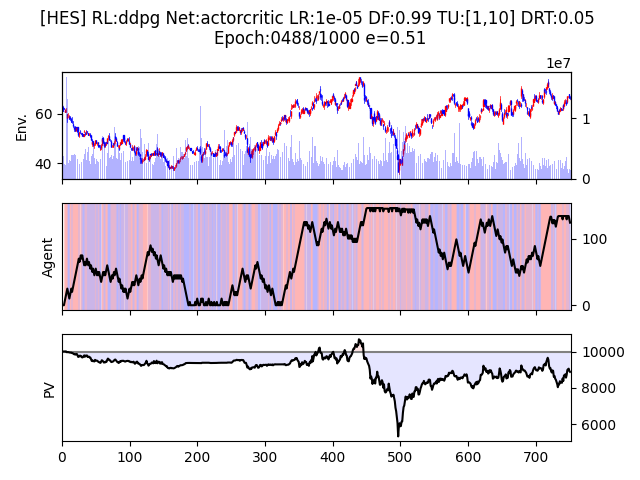 [HES] RL:ddpg Net:actorcritic LR:1e-05 DF:0.99 TU:[1,10] DRT:0.05
Epoch:0488/1000 e=0.51
1e7
Env.
60
40
1
0
Agent
100
0
PV
10000
8000
6000
0 100 200 300 400 500 600 700